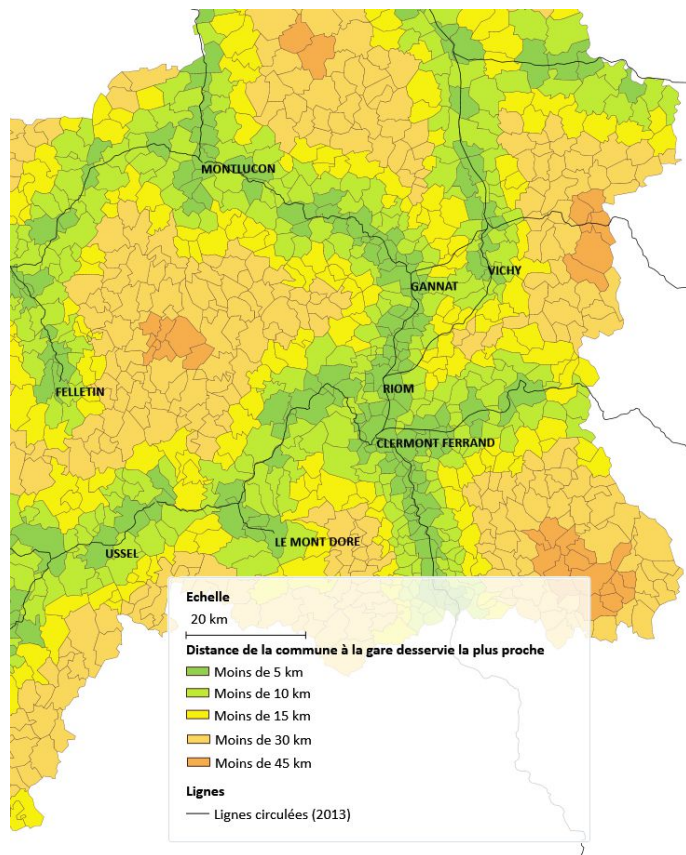 MONTLUCON
VICHY
GANNAT
FELLETIN
RIOM
CLERMONT FERRAND
LE MONT DORE
USSEL
Echelle
20 km
Distance de la commune à la gare desservie la plus proche
Moins de 5 km
Moins de 10 km
Moins de 15 km
Moins de 30 km
Moins de 45 km
Lignes
Lignes circulées (2013)